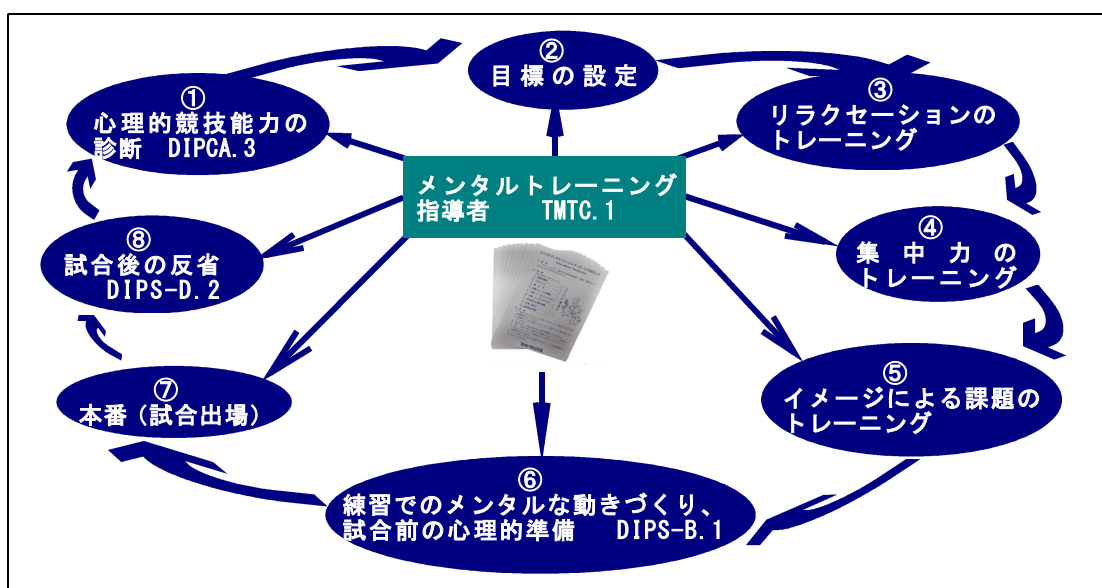 ①
心理的競技能力の
診断 DIPCA.3
②
目標の設定
③
リラクセーションの
トレーニング
メンタルトレーニング
指導者 TMTC.1
④
集中力の
トレーニング
⑤
イメージによる課題の
トレーニング
⑥
練習でのメンタルな動きづくり、
試合前の心理的準備 DIPS-B.1
⑦
本番(試合出場)
⑧
試合後の反省
DIPS-D.2